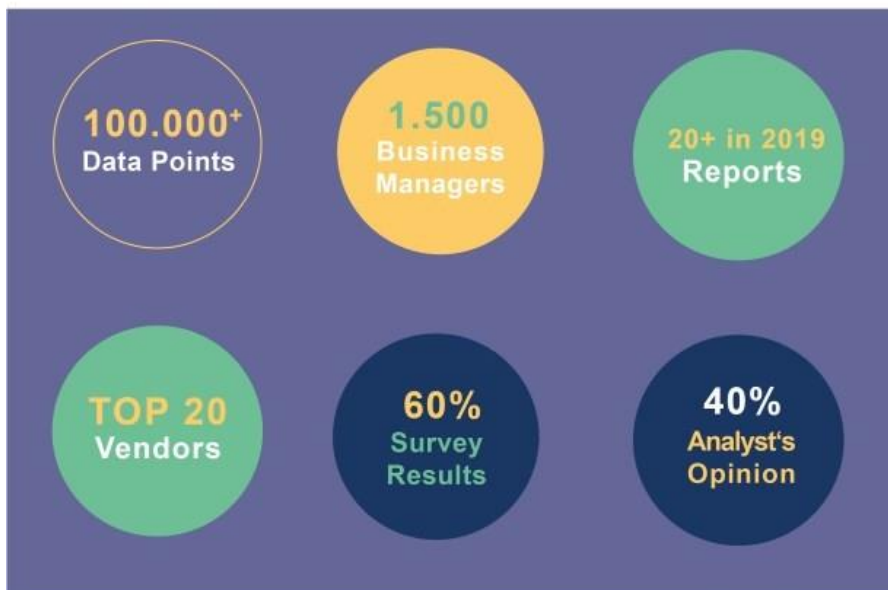 100.000+
Data Points
1.500
Business
Managers
20+ in 2019
Reports
TOP 20
Vendors
60%
Survey
Results
40%
Analyst‘s
Opinion